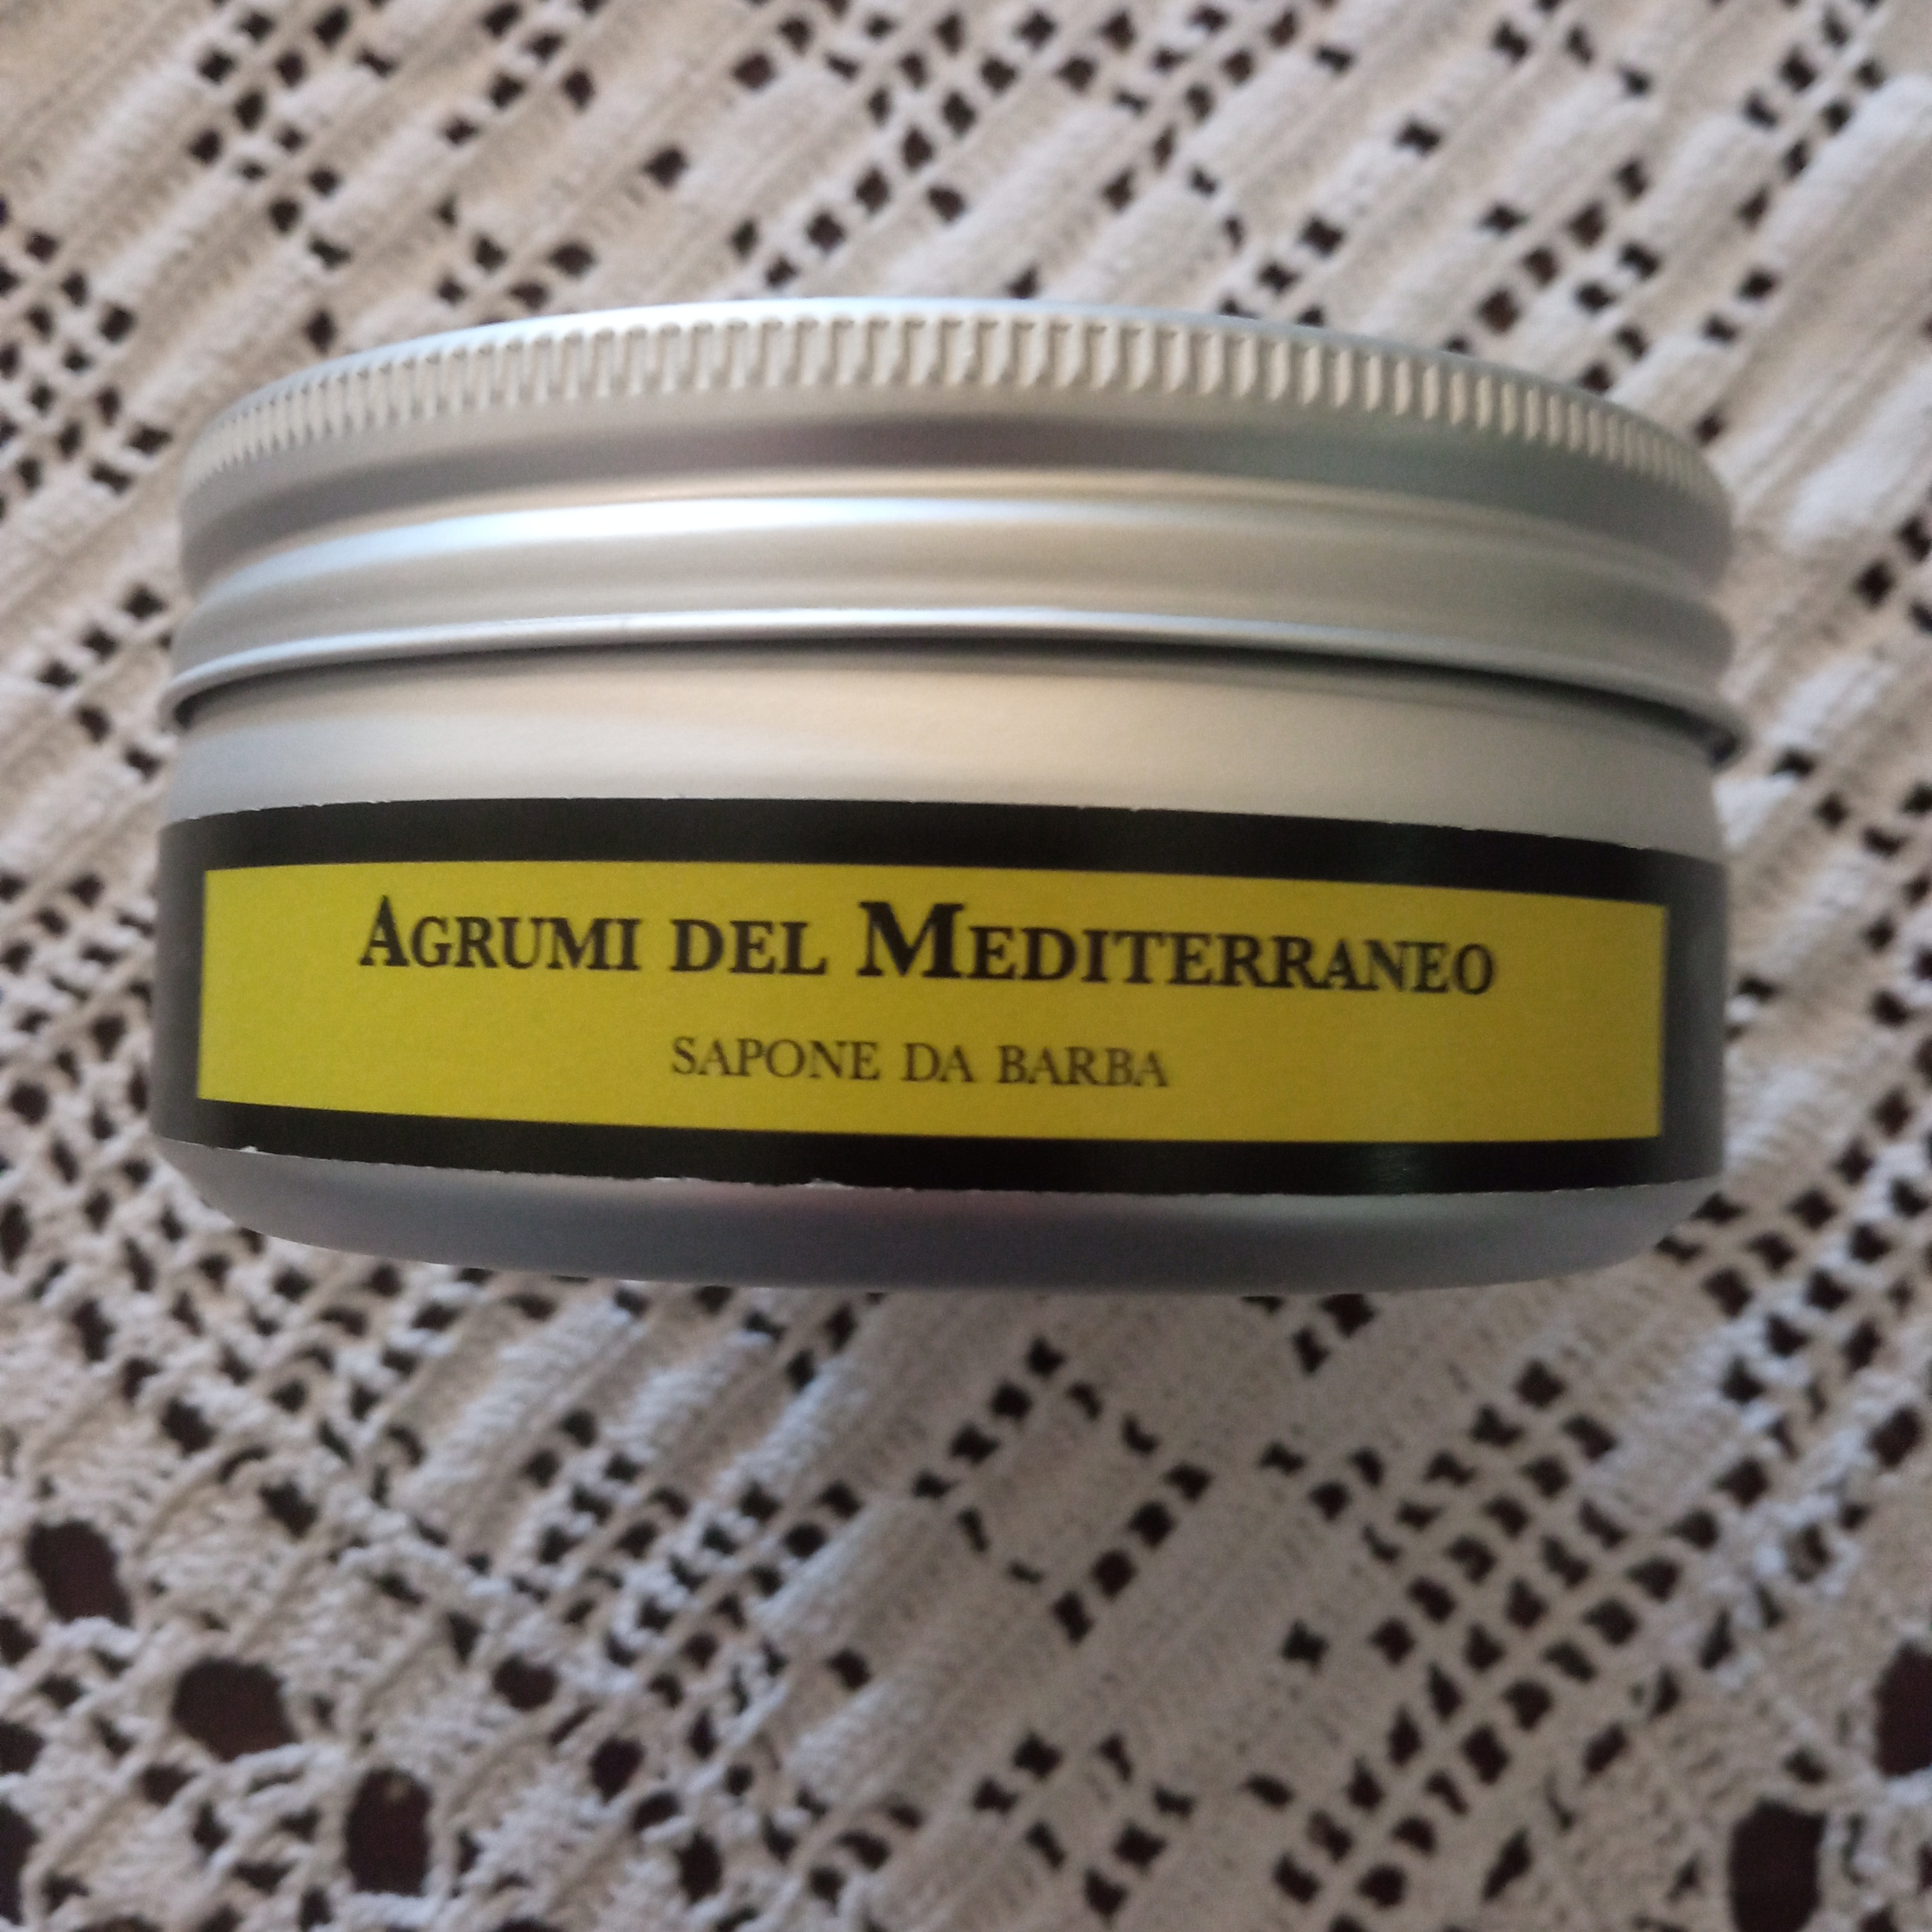 Agrumi del Mediterraneo
sapone da barba